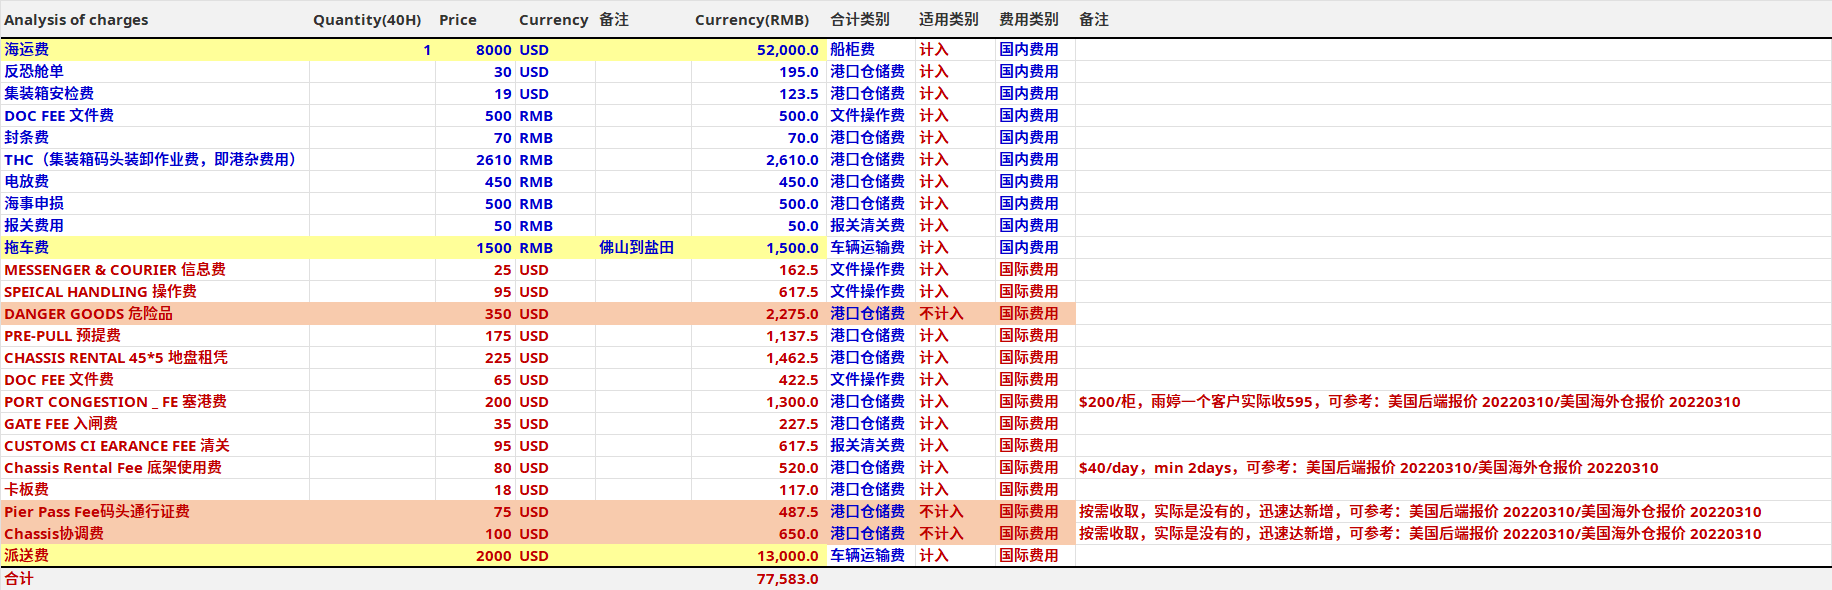 Analysis of charges Quantity(40H) Price Currency 备注 Currency(RMB) 合计类别 适用类别 费用类别 备注
海运费 1 8000 USD 52,000.0 船柜费 计入 国内费用
反恐舱单 30 USD 195.0 港口仓储费 计入 国内费用
集装箱安检费 19 USD 123.5 港口仓储费 计入 国内费用
DOC FEE 文件费 500 RMB 500.0 文件操作费 计入 国内费用
封条费 70 RMB 70.0 港口仓储费 计入 国内费用
THC（集装箱码头装卸作业费，即港杂费用） 2610 RMB 2,610.0 港口仓储费 计入 国内费用
电放费 450 RMB 450.0 港口仓储费 计入 国内费用
海事申损 500 RMB 500.0 港口仓储费 计入 国内费用
报关费用 50 RMB 50.0 报关清关费 计入 国内费用
拖车费 1500 RMB 佛山到盐田 1,500.0 车辆运输费 计入 国内费用
MESSENGER & COURIER 信息费 25 USD 162.5 文件操作费 计入 国际费用
SPEICAL HANDLING 操作费 95 USD 617.5 文件操作费 计入 国际费用
DANGER GOODS 危险品 350 USD 2,275.0 港口仓储费 不计入 国际费用
PRE-PULL 预提费 175 USD 1,137.5 港口仓储费 计入 国际费用
CHASSIS RENTAL 45*5 地盘租凭 225 USD 1,462.5 港口仓储费 计入 国际费用
DOC FEE 文件费 65 USD 422.5 文件操作费 计入 国际费用
PORT CONGESTION _ FE 塞港费 200 USD 1,300.0 港口仓储费 计入 国际费用 $200/柜，雨婷一个客户实际收595，可参考：美国后端报价 20220310/美国海外仓报价 20220310
GATE FEE 入闸费 35 USD 227.5 港口仓储费 计入 国际费用
CUSTOMS CI EARANCE FEE 清关 95 USD 617.5 报关清关费 计入 国际费用
Chassis Rental Fee 底架使用费 80 USD 520.0 港口仓储费 计入 国际费用 $40/day，min 2days，可参考：美国后端报价 20220310/美国海外仓报价 20220310
卡板费 18 USD 117.0 港口仓储费 计入 国际费用
Pier Pass Fee码头通行证费 75 USD 487.5 港口仓储费 不计入 国际费用 按需收取，实际是没有的，迅速达新增，可参考：美国后端报价 20220310/美国海外仓报价 20220310
Chassis协调费 100 USD 650.0 港口仓储费 不计入 国际费用 按需收取，实际是没有的，迅速达新增，可参考：美国后端报价 20220310/美国海外仓报价 20220310
派送费 2000 USD 13,000.0 车辆运输费 计入 国际费用
合计 77,583.0